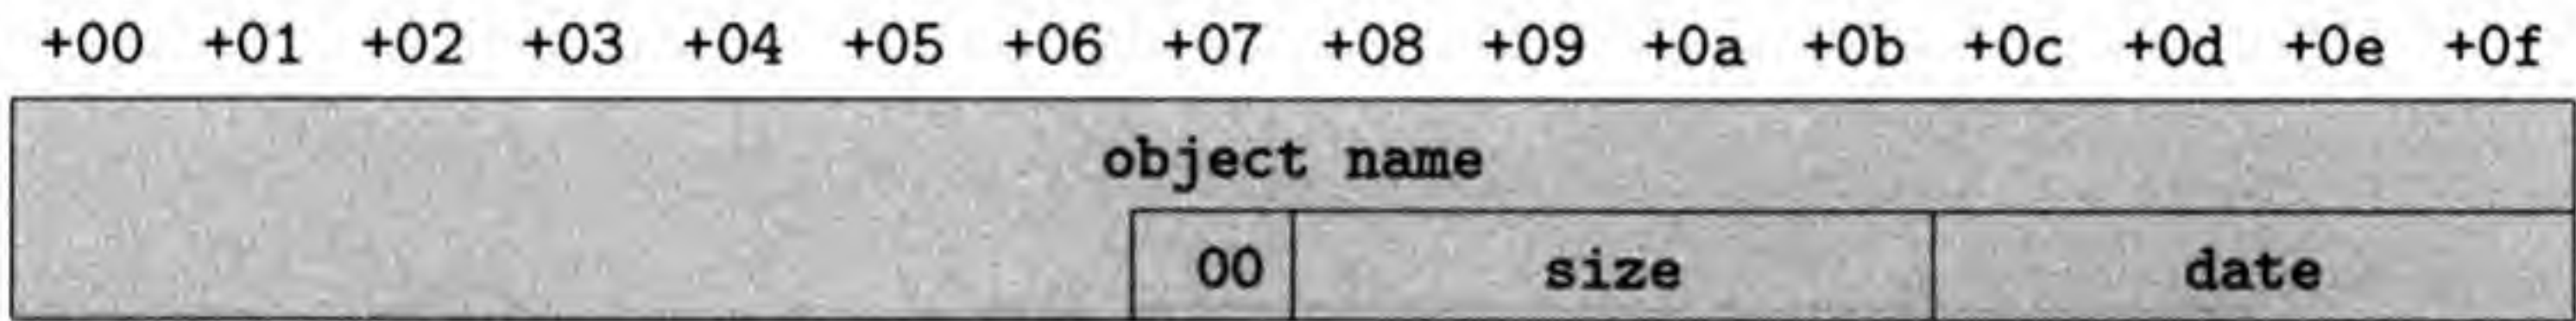 +00 +01 +02 +03 +04 +05 +06 +07 +08 +09 +0a +0b +0c +0d +0e +0f
object name
00 size date